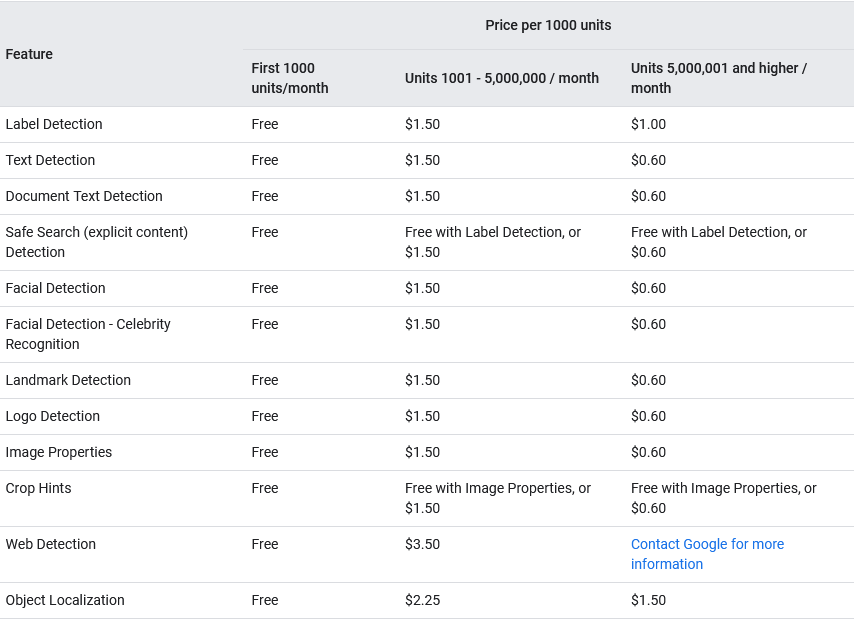 Feature
Price per 1000 units
First 1000
units/month
Units 1001 - 5,000,000 / month
Units 5,000,001 and higher /
month
Label Detection Free $1.50 $1.00
Text Detection Free $1.50 $0.60
Document Text Detection Free $1.50 $0.60
Safe Search (explicit content) Free Free with Label Detection, or Free with Label Detection, or
Detection $1.50 $0.60
Facial Detection Free $1.50 $0.60
Facial Detection - Celebrity Free $1.50 $0.60
Recognition
Landmark Detection Free $1.50 $0.60
Logo Detection Free $1.50 $0.60
Image Properties Free $1.50 $0.60
Crop Hints Free Free with Image Properties, or Free with Image Properties, or
$1.50 $0.60
Web Detection Free $3.50 Contact Google for more
information
Object Localization Free $2.25 $1.50